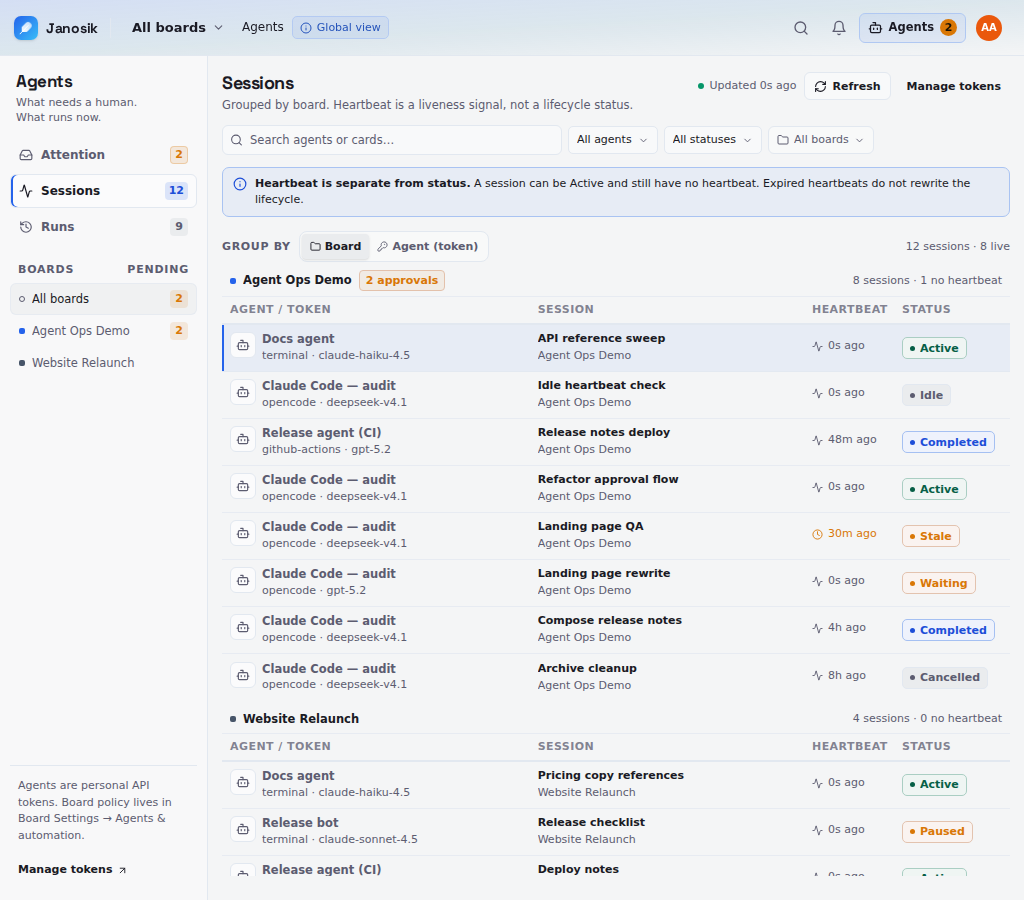 Janosik
All boards
Agents
Global view
Agents 2
AA
Agents
What needs a human.
What runs now.
Attention 2
Sessions 12
Runs 9
BOARDS PENDING
All boards 2
Agent Ops Demo 2
Website Relaunch
Agents are personal API
tokens. Board policy lives in
Board Settings → Agents &
automation.
Manage tokens
Sessions
Grouped by board. Heartbeat is a liveness signal, not a lifecycle status.
Updated 0s ago
Refresh
Manage tokens
Search agents or cards...
All agents
All statuses
All boards
Heartbeat is separate from status. A session can be Active and still have no heartbeat. Expired heartbeats do not rewrite the
lifecycle.
GROUP BY Board Agent (token) 12 sessions · 8 live
Agent Ops Demo 2 approvals 8 sessions · 1 no heartbeat
AGENT / TOKEN SESSION HEARTBEAT STATUS
Docs agent API reference sweep 0s ago Active
terminal · claude-haiku-4.5 Agent Ops Demo
Claude Code — audit Idle heartbeat check 0s ago Idle
opencode · deepseek-v4.1 Agent Ops Demo
Release agent (CI) Release notes deploy 48m ago Completed
github-actions · gpt-5.2 Agent Ops Demo
Claude Code — audit Refactor approval flow 0s ago Active
opencode · deepseek-v4.1 Agent Ops Demo
Claude Code — audit Landing page QA 30m ago Stale
opencode · deepseek-v4.1 Agent Ops Demo
Claude Code — audit Landing page rewrite 0s ago Waiting
opencode · gpt-5.2 Agent Ops Demo
Claude Code — audit Compose release notes 4h ago Completed
opencode · deepseek-v4.1 Agent Ops Demo
Claude Code — audit Archive cleanup 8h ago Cancelled
opencode · deepseek-v4.1 Agent Ops Demo
Website Relaunch 4 sessions · 0 no heartbeat
AGENT / TOKEN SESSION HEARTBEAT STATUS
Docs agent Pricing copy references 0s ago Active
terminal · claude-haiku-4.5 Website Relaunch
Release bot Release checklist 0s ago Paused
terminal · claude-sonnet-4.5 Website Relaunch
Release agent (CI) Deploy notes